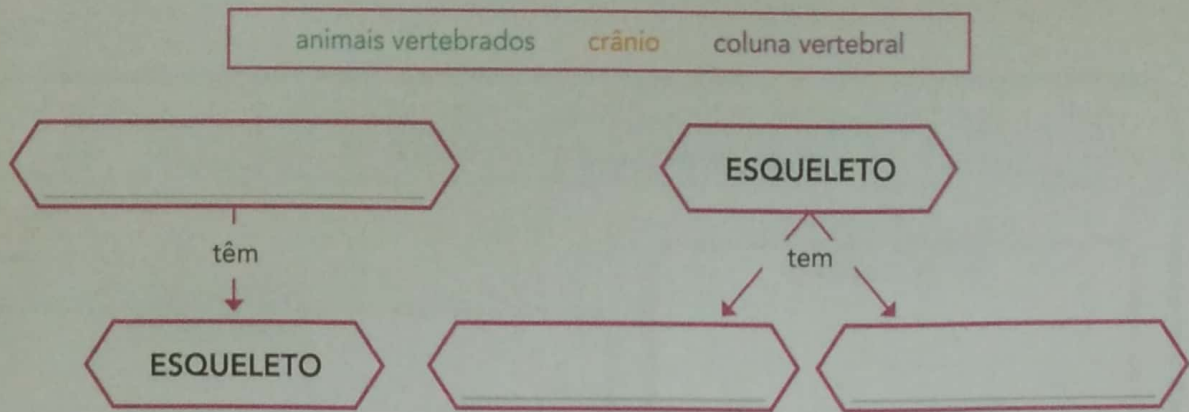 animais vertebrados crânio coluna vertebral
ESQUELETO
têm
tem
ESQUELETO